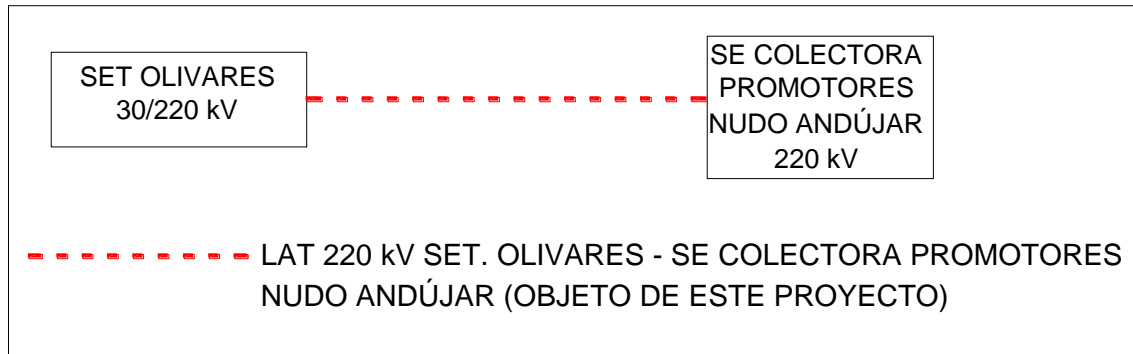 SET OLIVARES
30/220 kV
SE COLECTORA
PROMOTORES
NUDO ANDÚJAR
220 kV
LAT 220 kV SET. OLIVARES - SE COLECTORA PROMOTORES
NUDO ANDÚJAR (OBJETO DE ESTE PROYECTO)